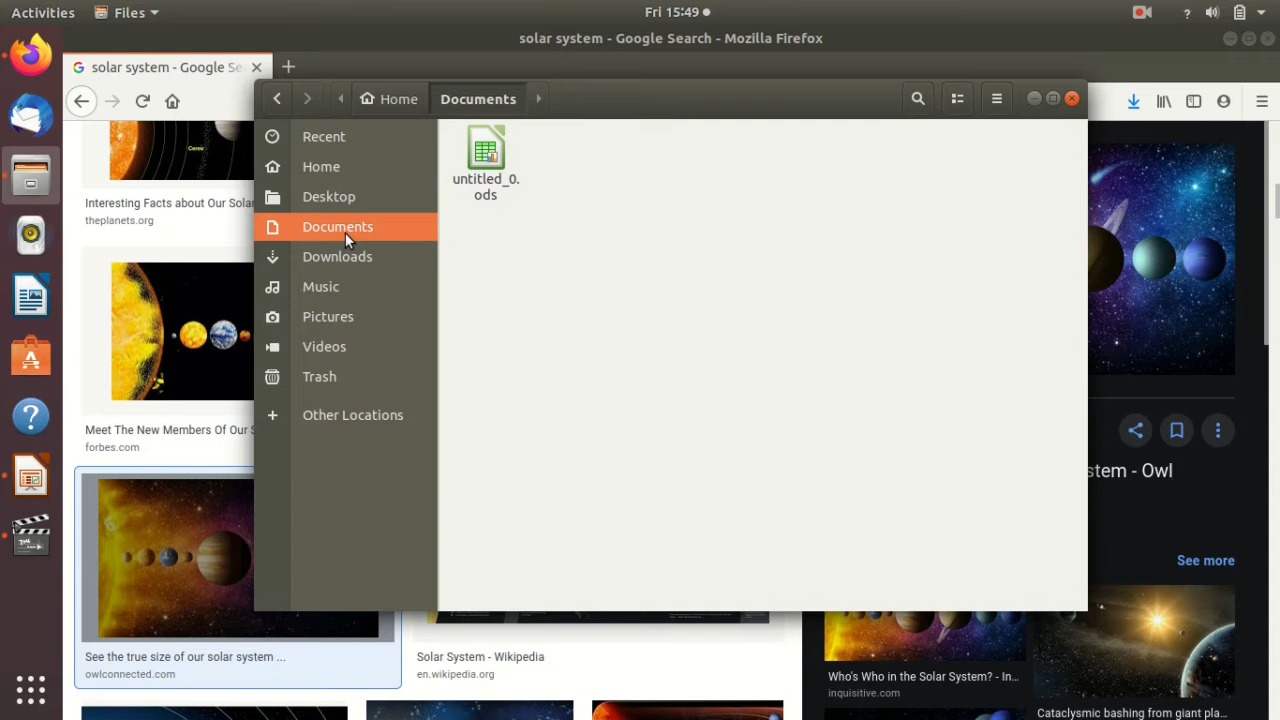 Activities
Files
Fri 15:49
solar system - Google Search - Mozilla Firefox
solar system - Google Se
Home
Documents
Recent
Home
Desktop
Documents
Downloads
Music
Pictures
Videos
Trash
Other Locations
untitled_0.
ods
Interesting Facts about Our Sola
theplanets.org
Meet The New Members Of Our S
forbes.com
See the true size of our solar system ...
owlconnected.com
Solar System - Wikipedia
en.wikipedia.org
stem - Owl
See more
Who's Who in the Solar System? - In...
inquisitive.com
Cataclysmic bashing from giant pla...